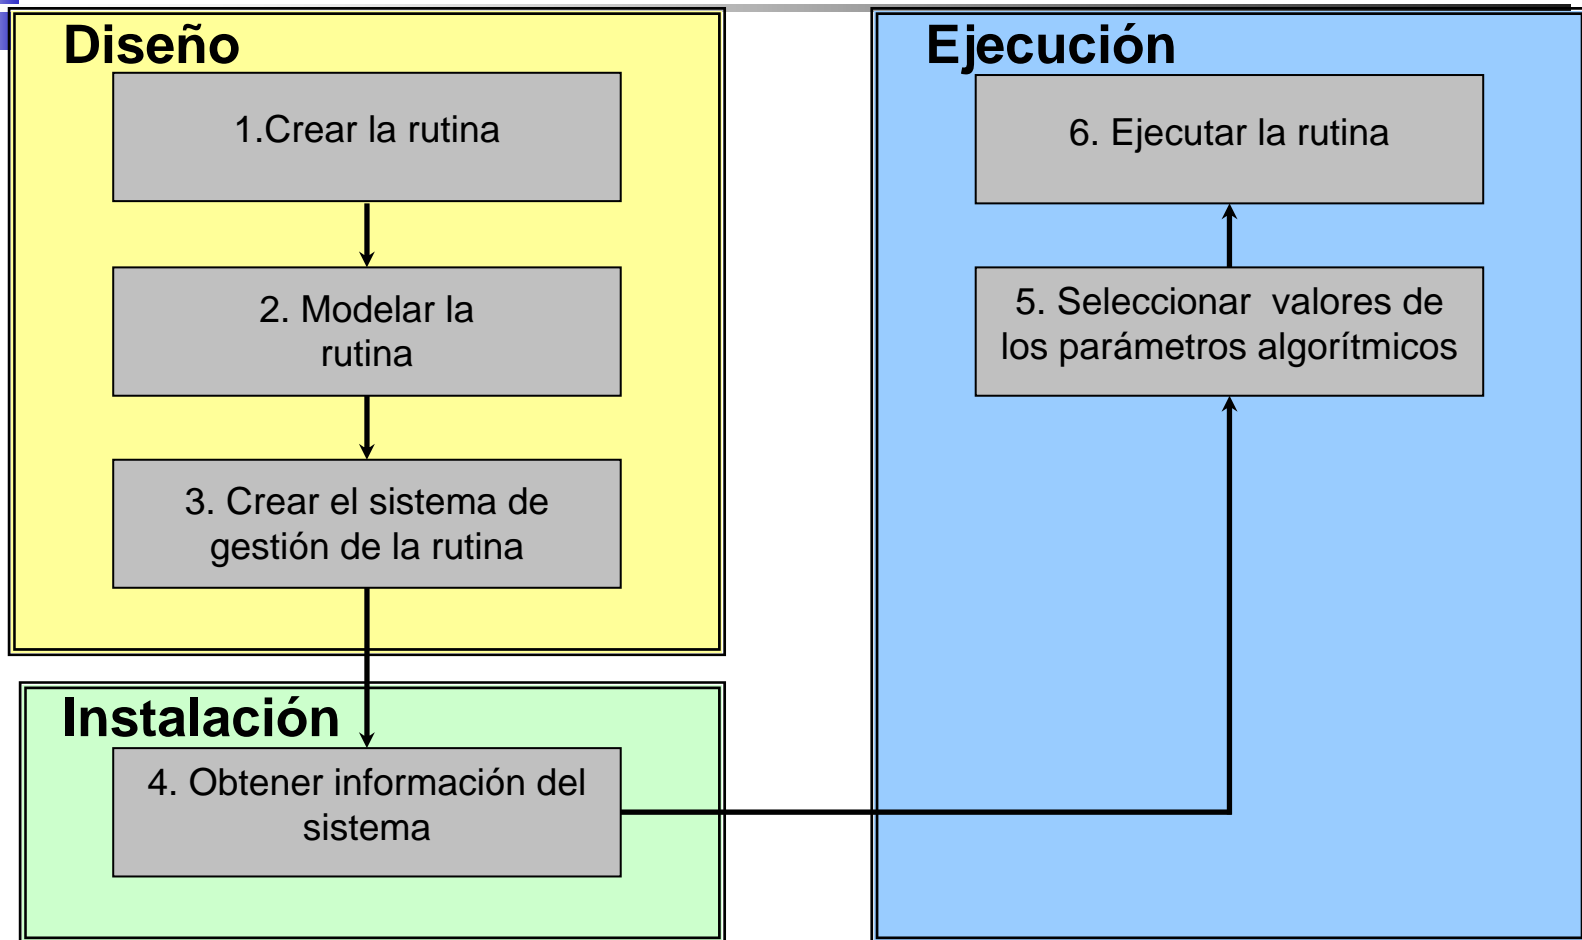 Diseño
1.Crear la rutina
2. Modelar la
rutina
3. Crear el sistema de
gestión de la rutina
Instalación
4. Obtener información del
sistema
Ejecución
6. Ejecutar la rutina
5. Seleccionar  valores de
los parámetros algorítmicos